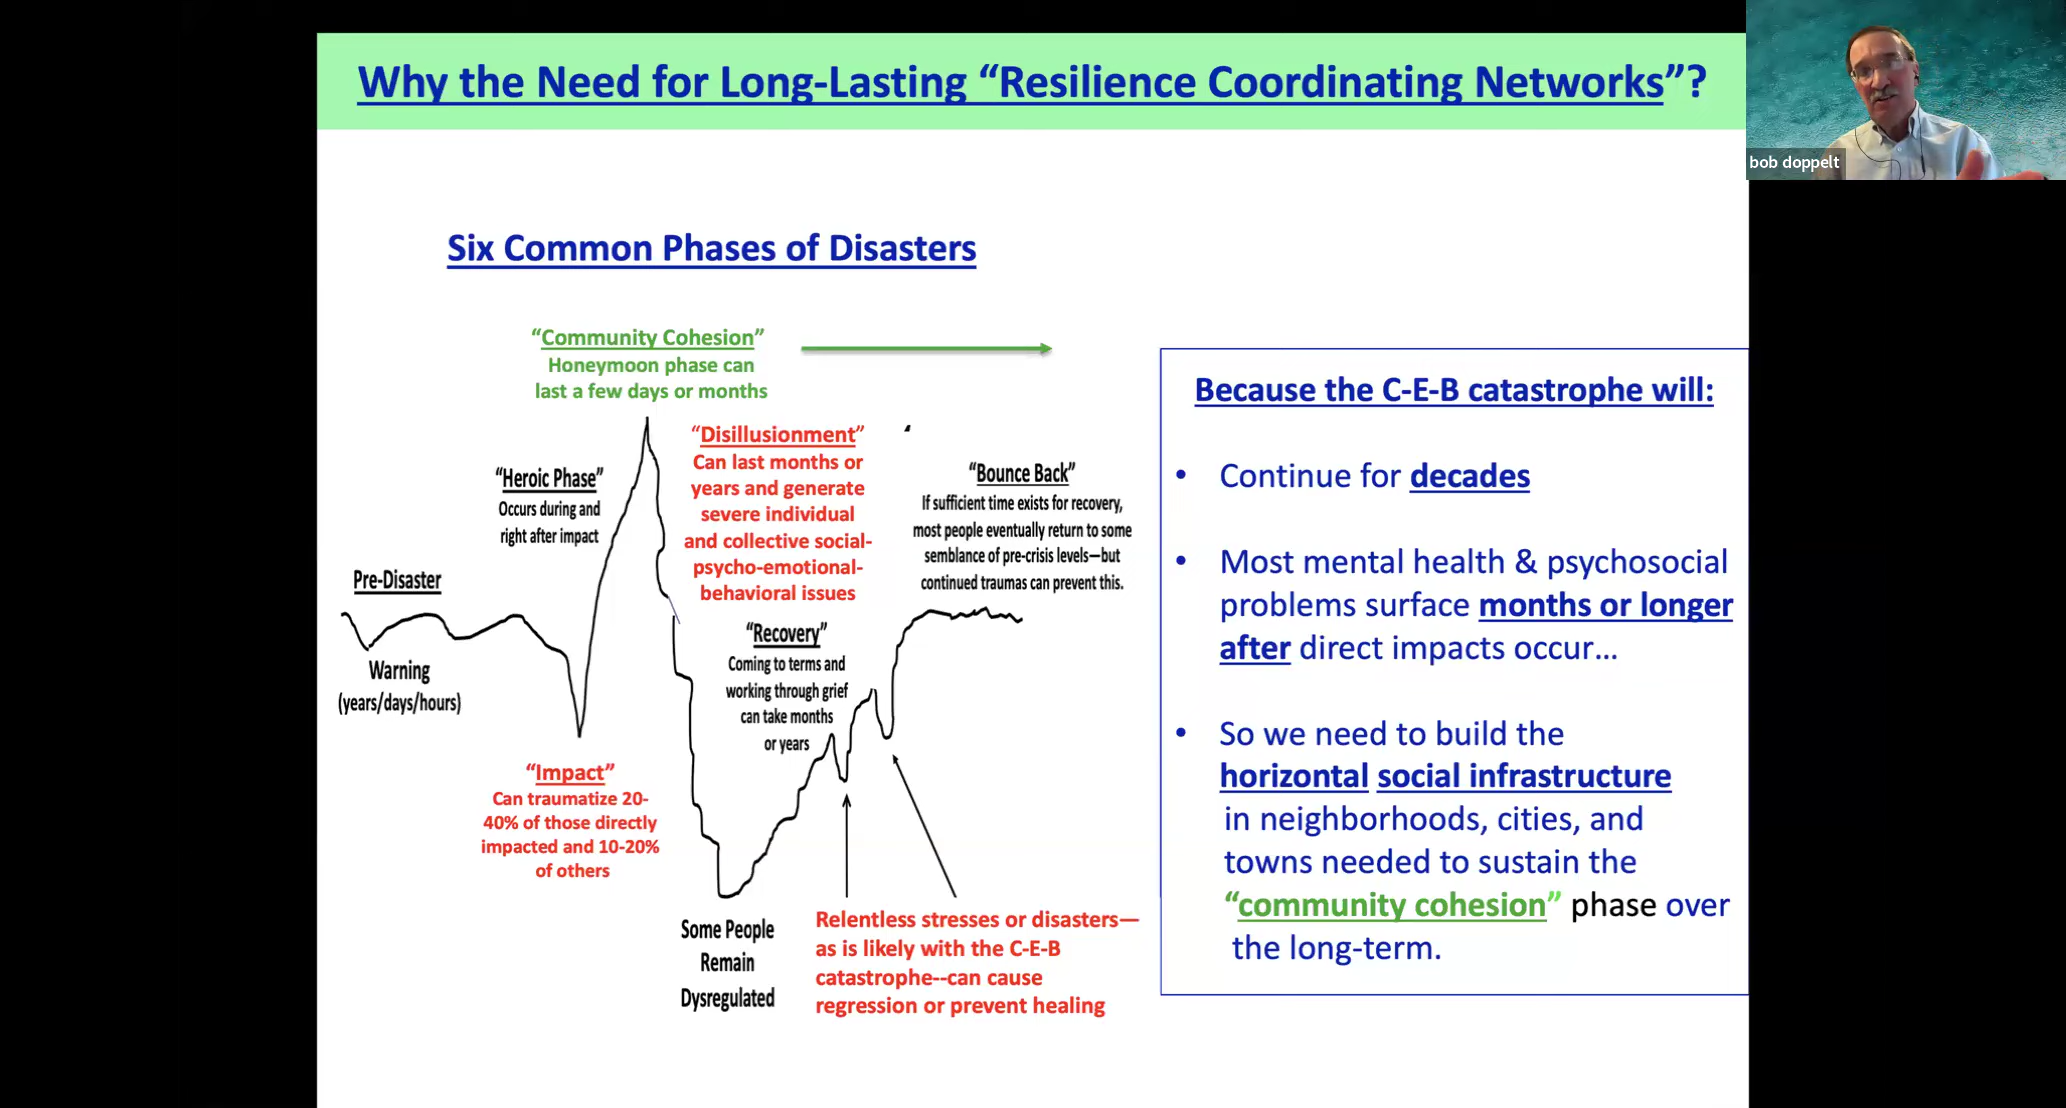 Why the Need for Long-Lasting “Resilience Coordinating Networks”?
bob doppelt
Six Common Phases of Disasters
“Community Cohesion”
Honeymoon phase can
last a few days or months
“Heroic Phase”
Occurs during and
right after impact
“Disillusionment”
Can last months or
years and generate
severe individual
and collective social-
psycho-emotional-
behavioral issues
“Bounce Back”
If sufficient time exists for recovery,
most people eventually return to some
semblance of pre-crisis levels—but
continued traumas can prevent this.
Pre-Disaster
Warning
(years/days/hours)
“Recovery”
Coming to terms and
working through grief
can take months
or years
“Impact”
Can traumatize 20-
40% of those directly
impacted and 10-20%
of others
Some People
Remain
Dysregulated
Relentless stresses or disasters—
as is likely with the C-E-B
catastrophe--can cause
regression or prevent healing
Because the C-E-B catastrophe will:
• Continue for decades
• Most mental health & psychosocial
problems surface months or longer
after direct impacts occur…
• So we need to build the
horizontal social infrastructure
in neighborhoods, cities, and
towns needed to sustain the
“community cohesion” phase over
the long-term.